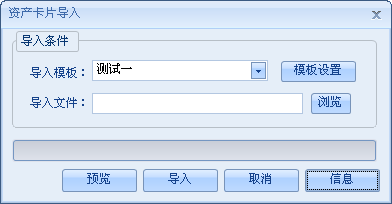 资产卡片导入
导入条件
导入模板： 测试一 模板设置
导入文件： 浏览
预览 导入 取消 信息